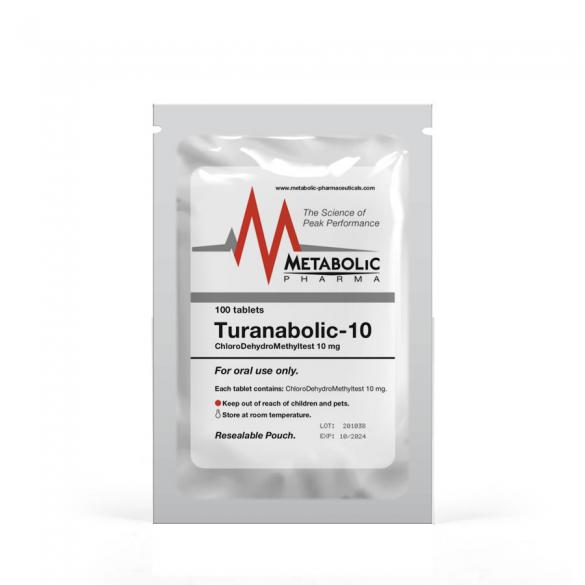 www.metabolic-pharmaceuticals.com
The Science of
Peak Performance
METABOLiC
PHARMA
100 tablets
Turanabolic-10
ChloroDehydroMethyltest 10 mg
For oral use only.
Each tablet contains: ChloroDehydroMethyltest 10 mg.
Keep out of reach of children and pets.
Store at room temperature.
LOT: 201038
Resealable Pouch. EXP: 10/2024